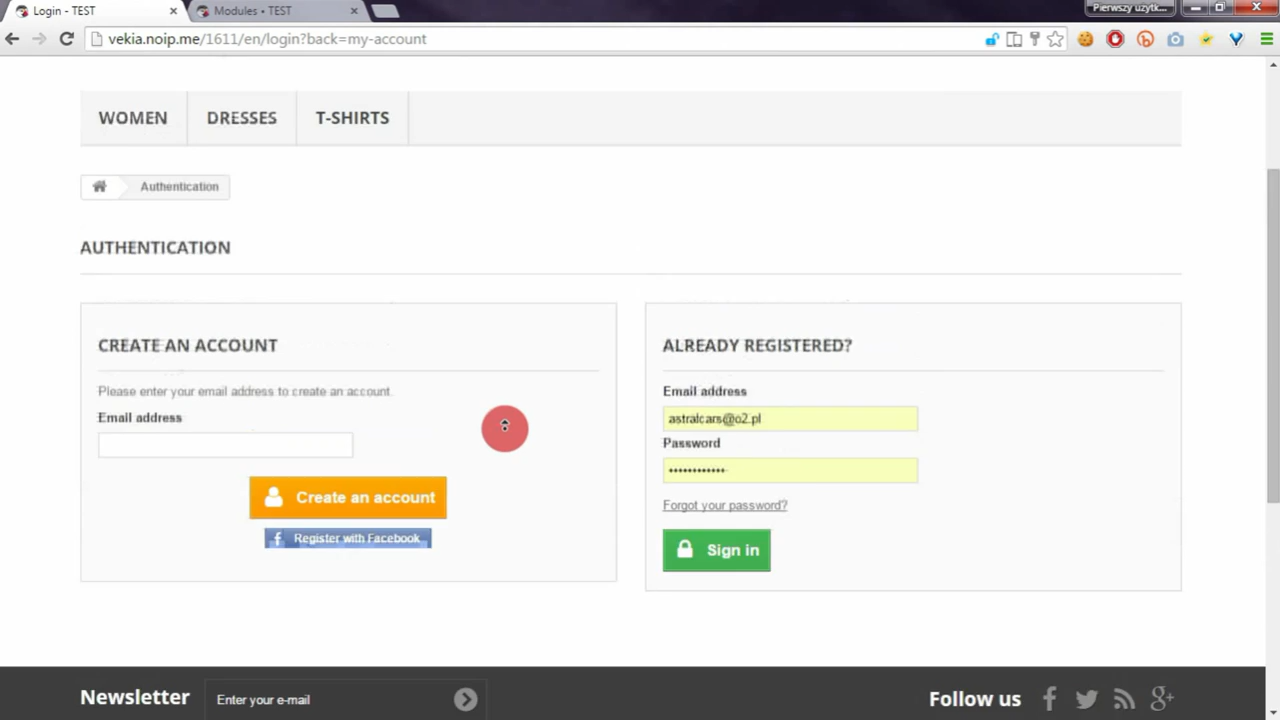 Login - TEST
Modules • TEST
Pierwszy użytk...
vekia.noip.me/1611/en/login?back=my-account
WOMEN
DRESSES
T-SHIRTS
Authentication
AUTHENTICATION
CREATE AN ACCOUNT
Please enter your email address to create an account.
Email address
Create an account
Register with Facebook
ALREADY REGISTERED?
Email address
astralcars@o2.pl
Password
••••••••••••
Forgot your password?
Sign in
Newsletter
Enter your e-mail
Follow us